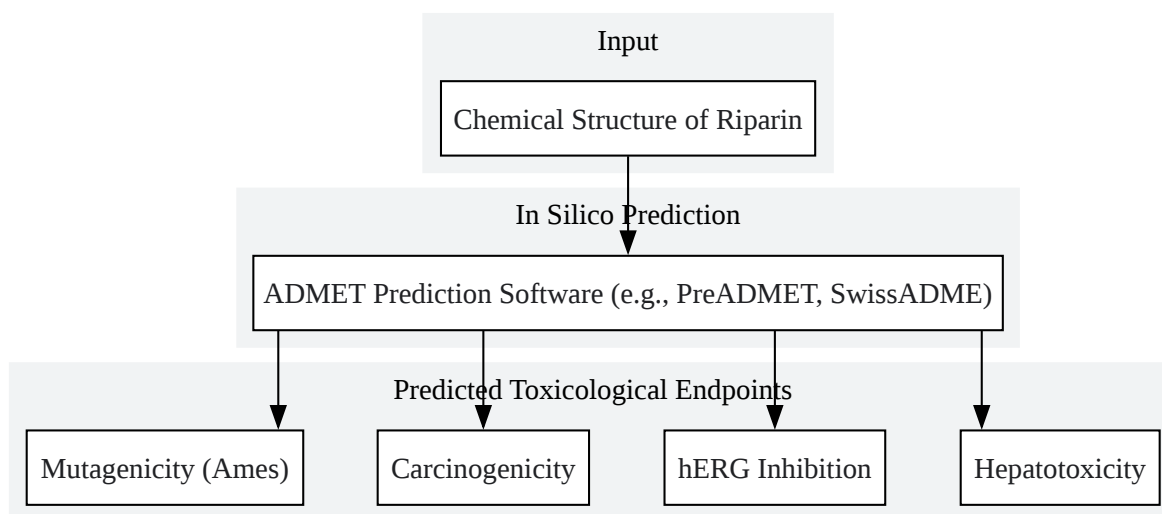 Input
Chemical Structure of Riparin
In Silico Prediction
ADMET Prediction Software (e.g., PreADMET, SwissADME)
Predicted Toxicological Endpoints
Mutagenicity (Ames)
Carcinogenicity
hERG Inhibition
Hepatotoxicity